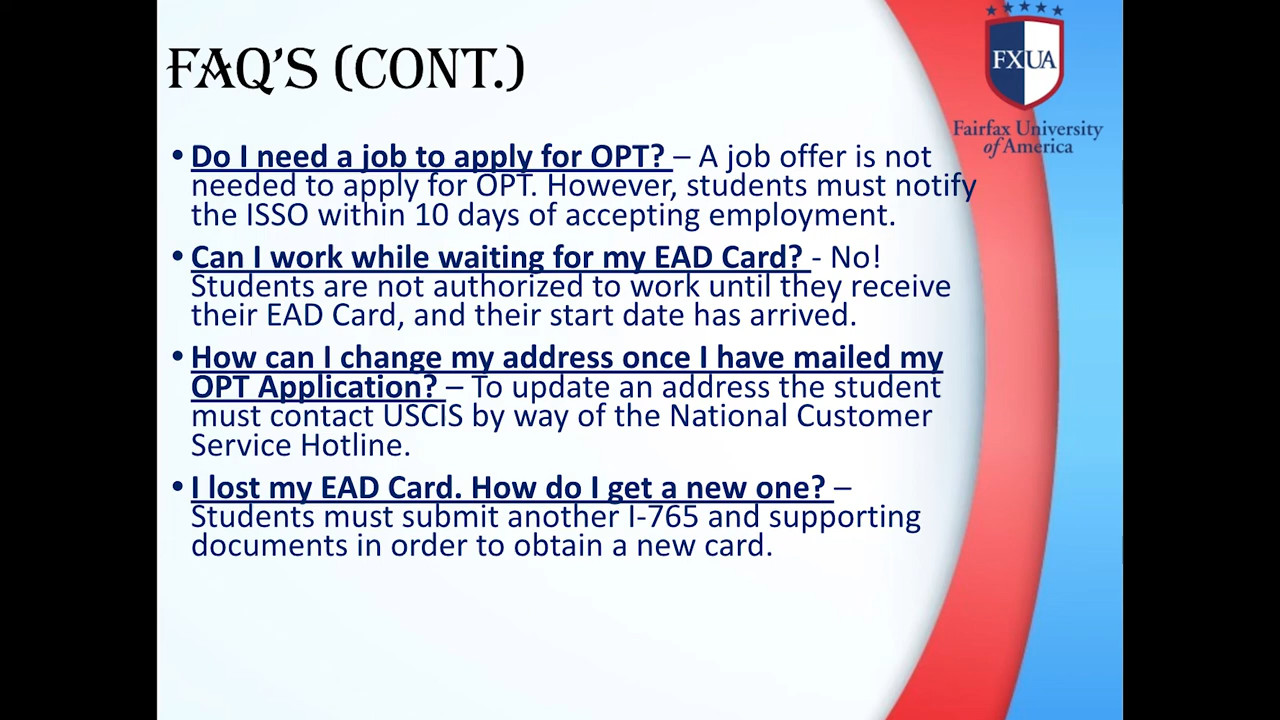 FAQ'S (CONT.)
FXUA
Fairfax University
of America
• Do I need a job to apply for OPT? – A job offer is not
needed to apply for OPT. However, students must notify
the ISSO within 10 days of accepting employment.
• Can I work while waiting for my EAD Card? - No!
Students are not authorized to work until they receive
their EAD Card, and their start date has arrived.
• How can I change my address once I have mailed my
OPT Application? – To update an address the student
must contact USCIS by way of the National Customer
Service Hotline.
• I lost my EAD Card. How do I get a new one? –
Students must submit another I-765 and supporting
documents in order to obtain a new card.